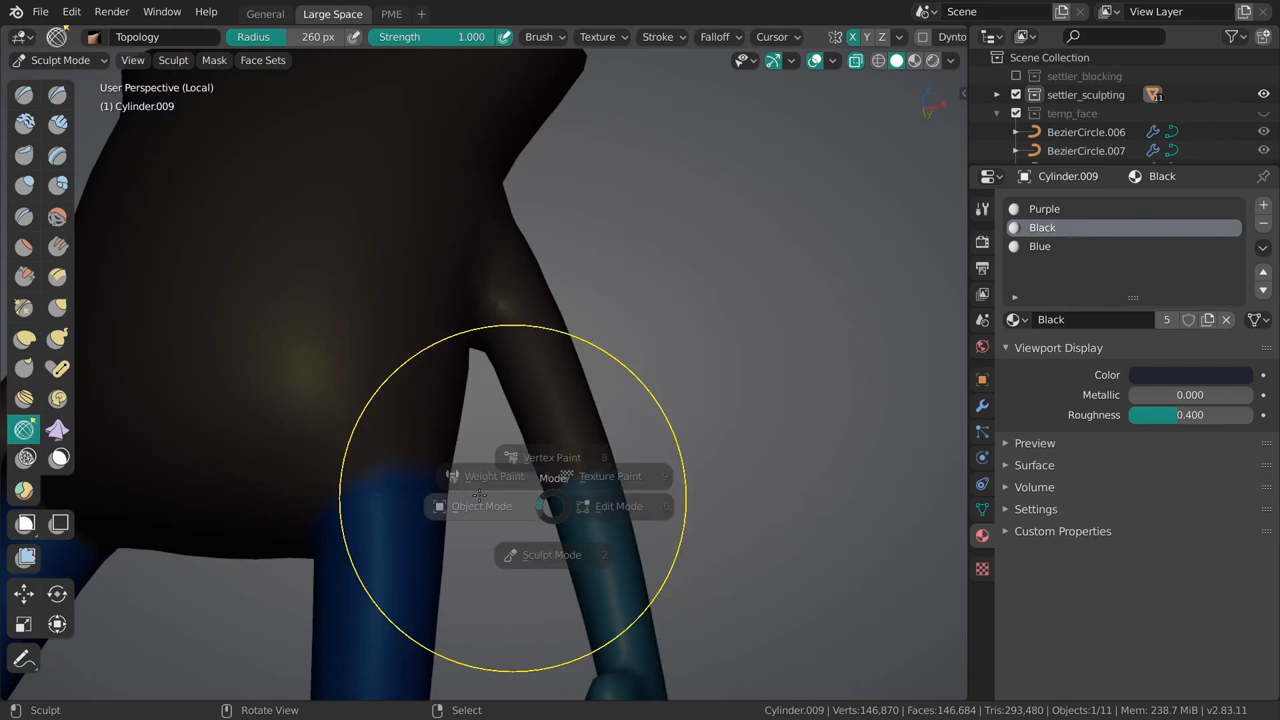 File Edit Render Window Help General Large Space PME + Scene View Layer
Topology Radius 260 px Strength 1.000 Brush Texture Stroke Falloff Cursor X Y Z Dynto
Sculpt Mode View Sculpt Mask Face Sets
User Perspective (Local)
(1) Cylinder.009
Scene Collection
settler_blocking
settler_sculpting 11
temp_face
BezierCircle.006
BezierCircle.007
Cylinder.009 Black
Purple
Black
Blue
Black 5
Viewport Display
Color
Metallic 0.000
Roughness 0.400
Preview
Surface
Volume
Settings
Custom Properties
Vertex Paint 8
Weight Paint Mode Texture Paint 9
Object Mode Edit Mode 6
Sculpt Mode 2
Sculpt Rotate View Select Cylinder.009 | Verts:146,870 | Faces:146,684 | Tris:293,480 | Objects:1/11 | Mem: 238.7 MiB | v2.83.11